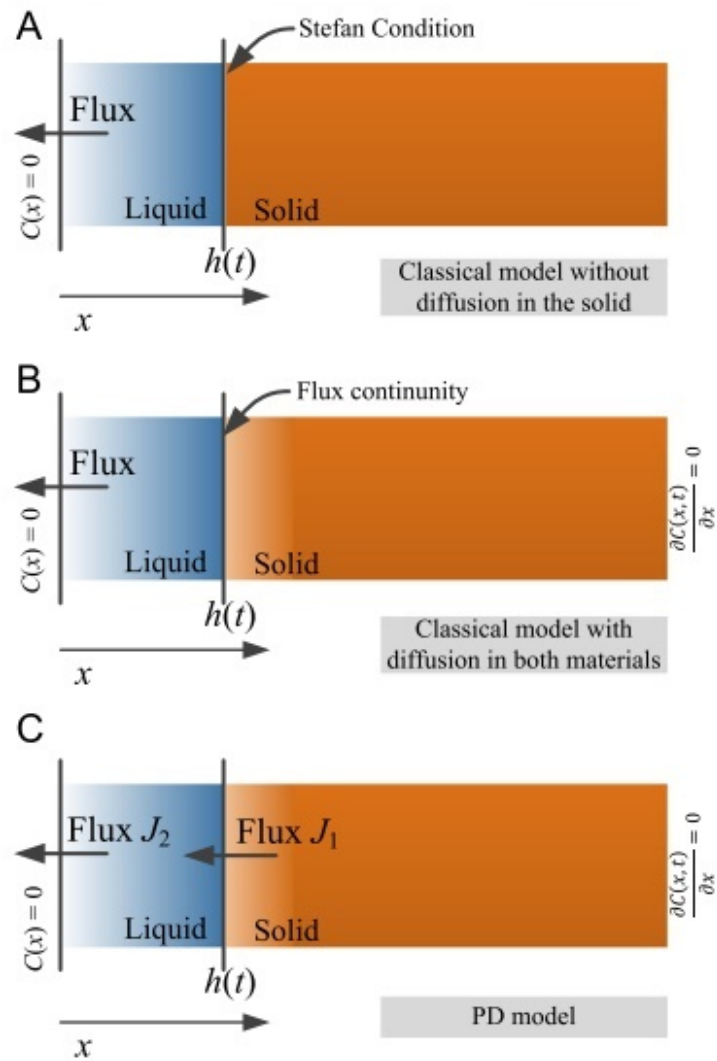 A
Stefan Condition
Flux
C(x) = 0
Liquid
Solid
h(t)
x
Classical model without
diffusion in the solid
B
Flux continunity
Flux
C(x) = 0
Liquid
Solid
∂C(x, t)/∂x = 0
h(t)
x
Classical model with
diffusion in both materials
C
Flux J₂
Flux J₁
C(x) = 0
Liquid
Solid
∂C(x, t)/∂x = 0
h(t)
x
PD model